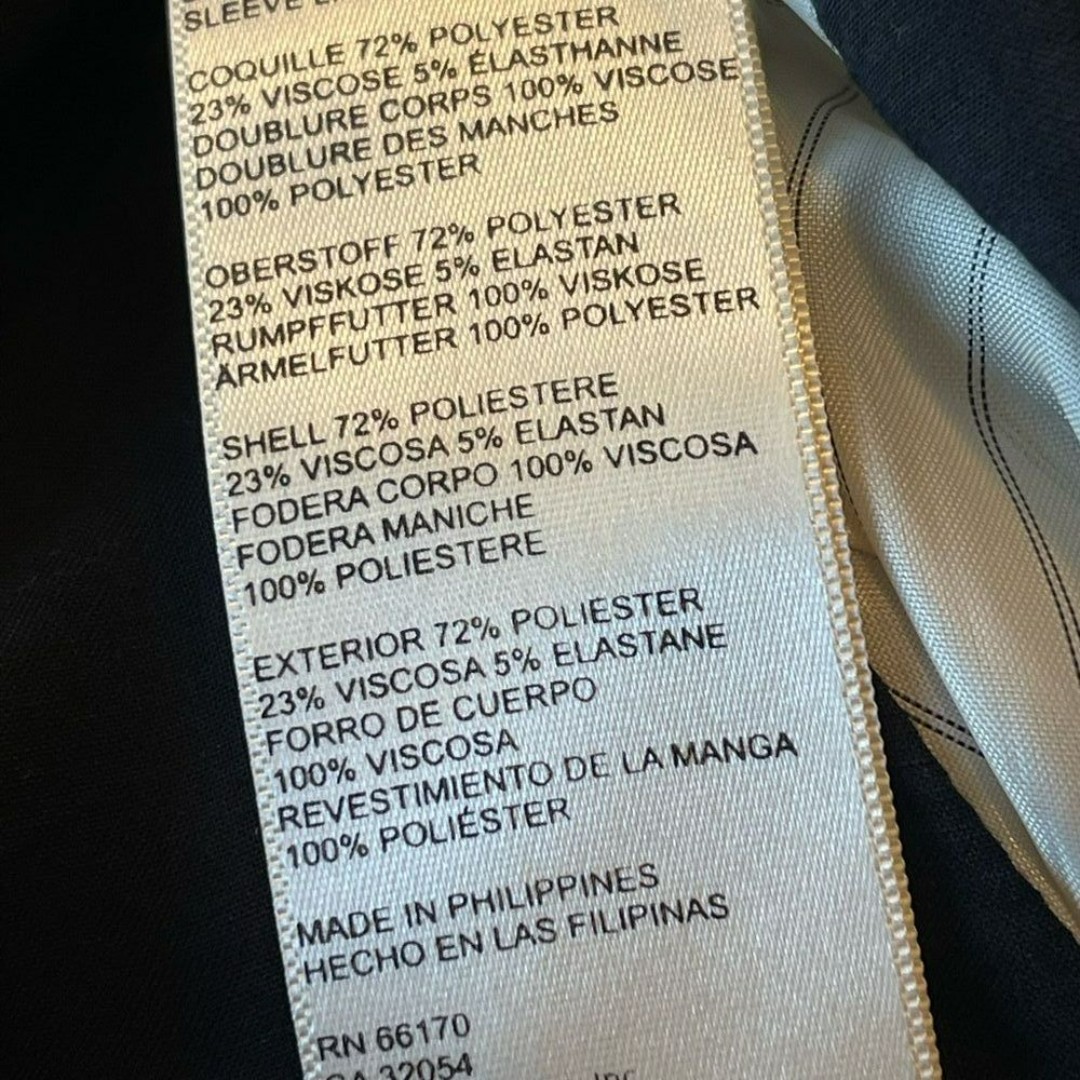 SLEEVE
COQUILLE 72% POLYESTER
23% VISCOSE 5% ÉLASTHANNE
DOUBLURE CORPS 100% VISCOSE
DOUBLURE DES MANCHES
100% POLYESTER
OBERSTOFF 72% POLYESTER
23% VISKOSE 5% ELASTAN
RUMPFFUTTER 100% VISKOSE
ÄRMELFUTTER 100% POLYESTER
SHELL 72% POLIESTERE
23% VISCOSA 5% ELASTAN
FODERA CORPO 100% VISCOSA
FODERA MANICHE
100% POLIESTERE
EXTERIOR 72% POLIESTER
23% VISCOSA 5% ELASTANE
FORRO DE CUERPO
100% VISCOSA
REVESTIMIENTO DE LA MANGA
100% POLIÉSTER
MADE IN PHILIPPINES
HECHO EN LAS FILIPINAS
RN 66170
CA 32054